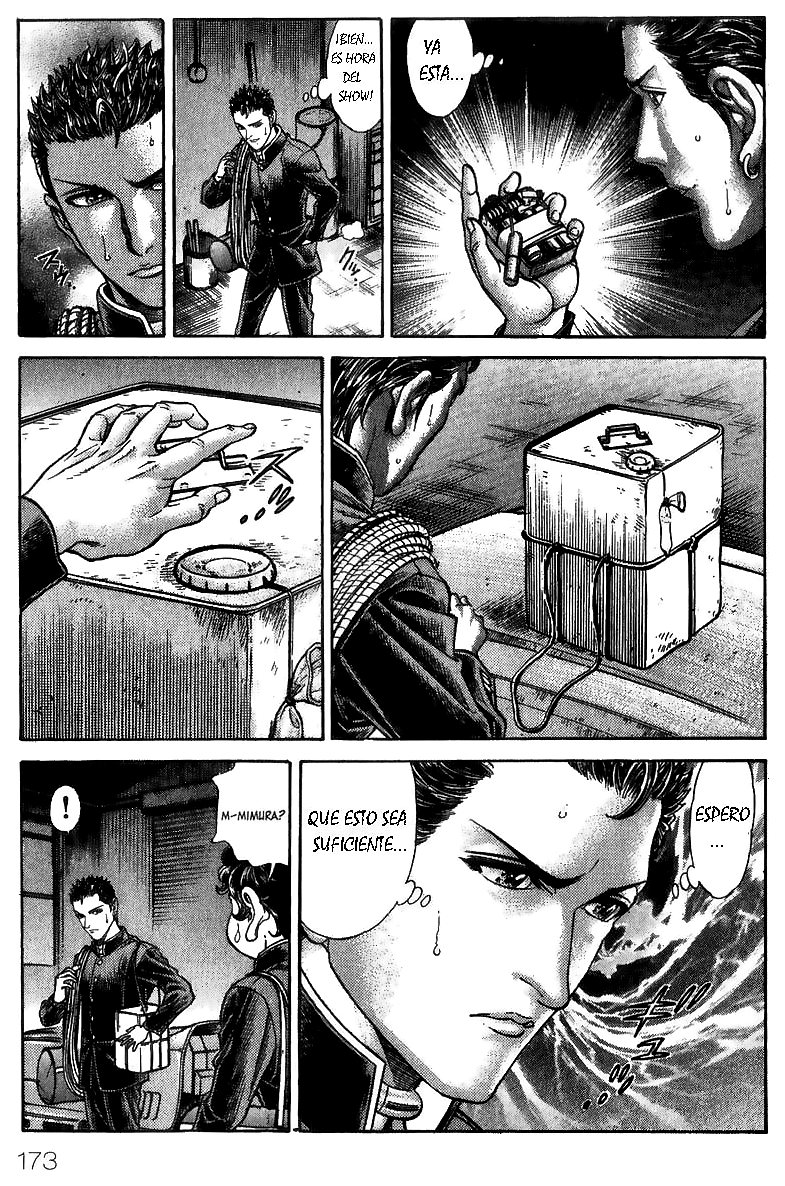 YA
ESTA...
¡BIEN...
ES HORA
DEL
SHOW!
ESPERO
...
QUE ESTO SEA
SUFICIENTE...
M-MIMURA?
!
173